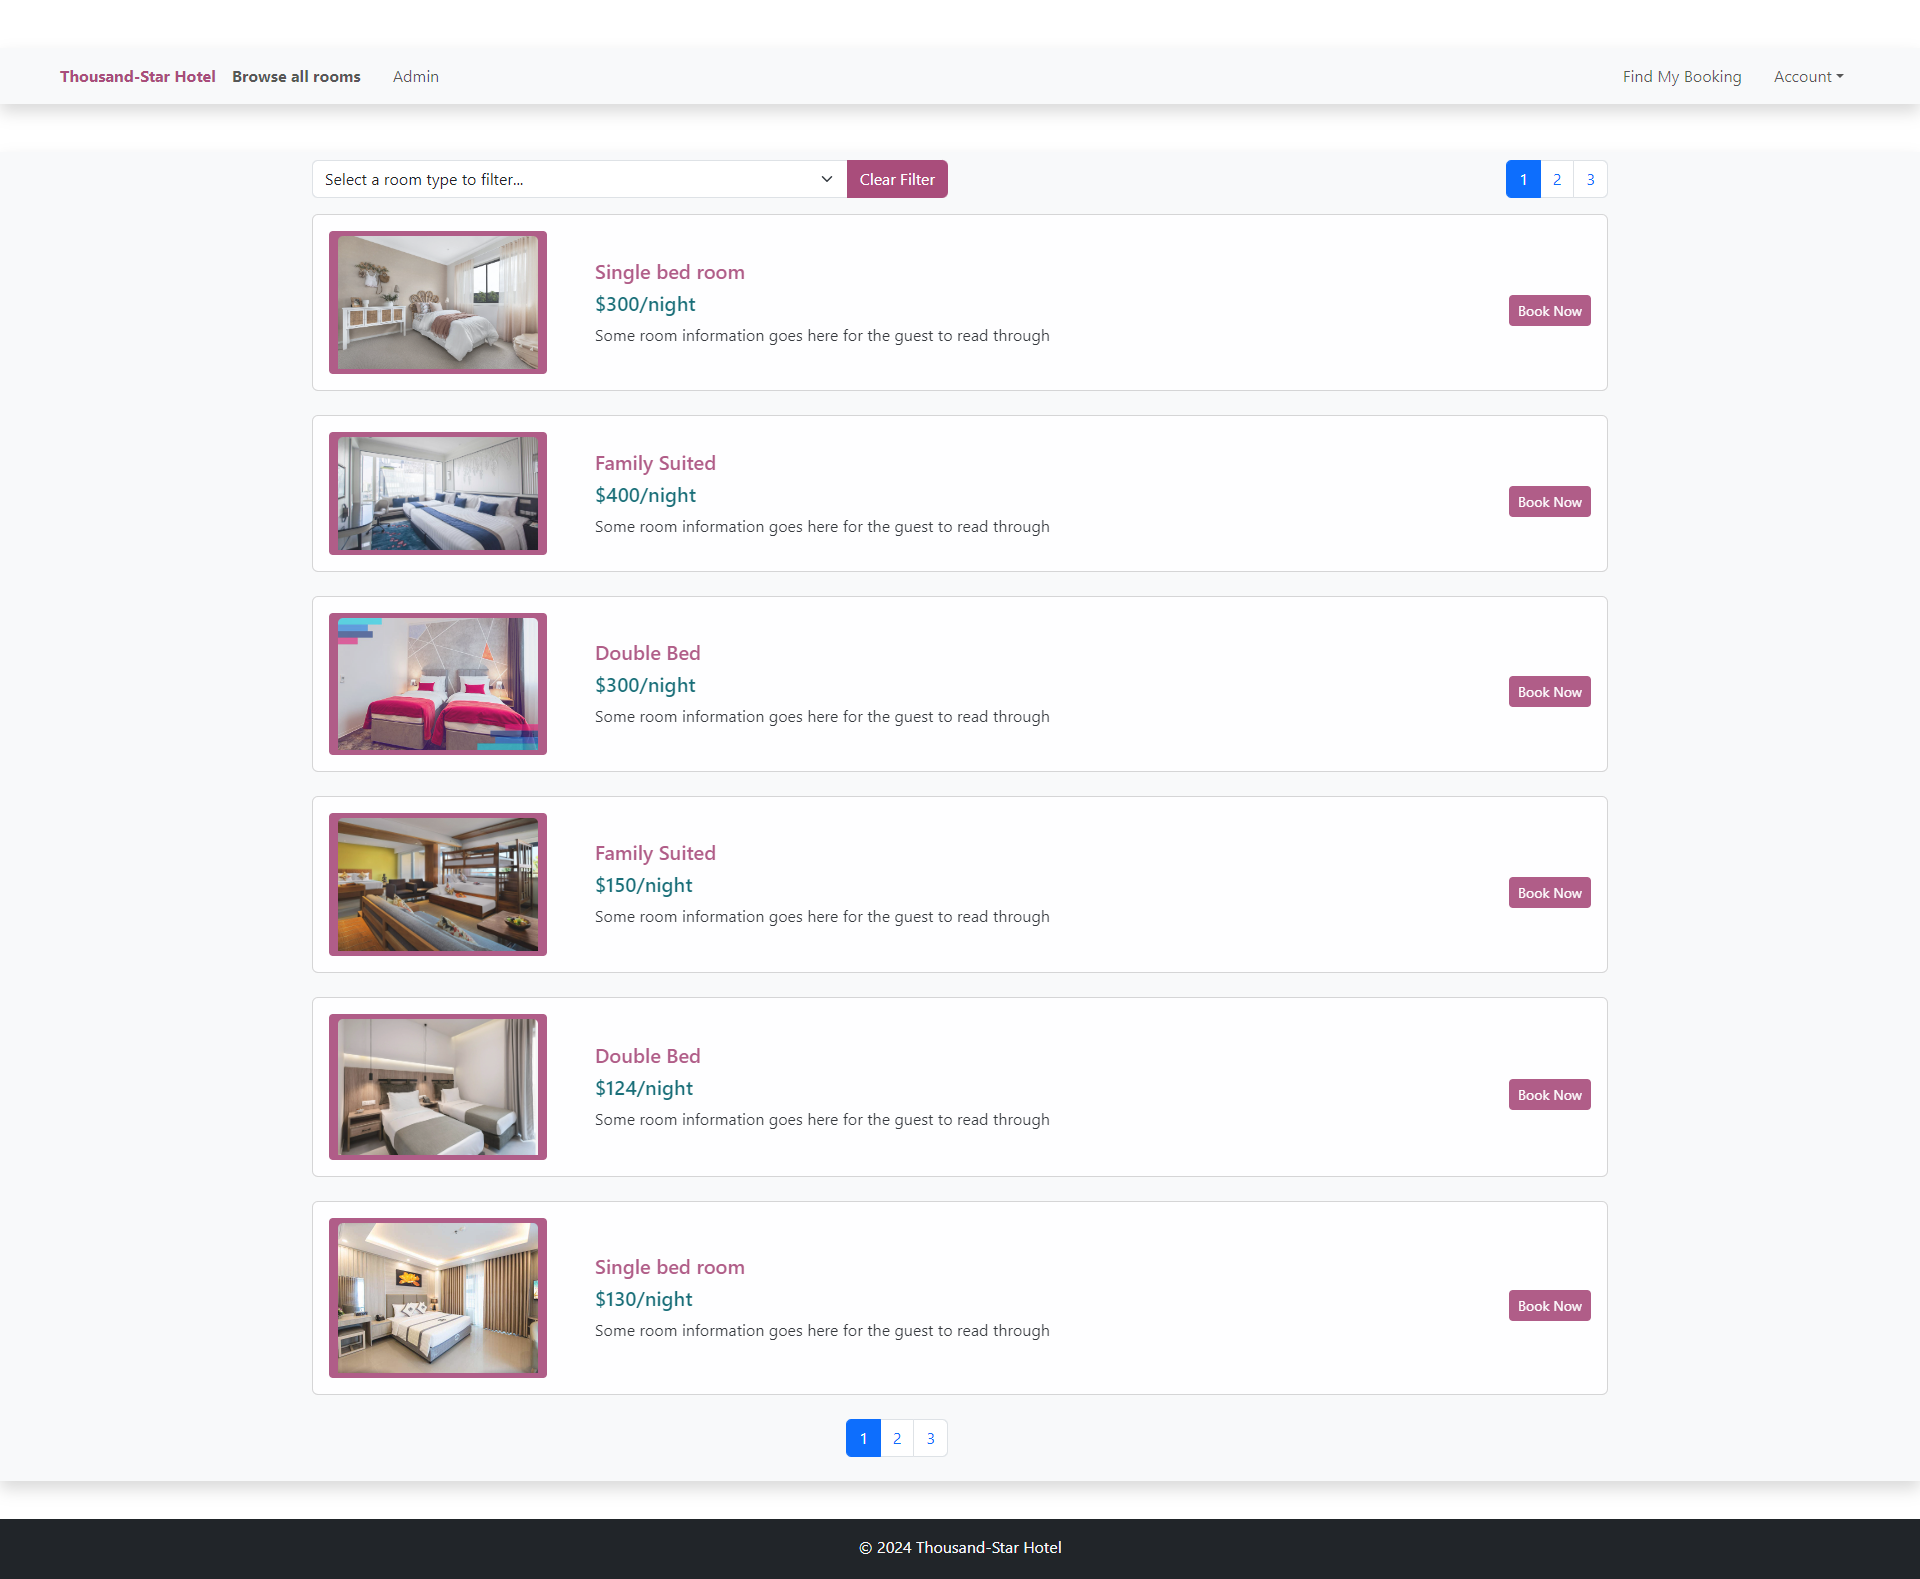 Thousand-Star Hotel Browse all rooms Admin Find My Booking Account
Select a room type to filter... Clear Filter 1 2 3
Single bed room
$300/night
Some room information goes here for the guest to read through
Book Now
Family Suited
$400/night
Some room information goes here for the guest to read through
Book Now
Double Bed
$300/night
Some room information goes here for the guest to read through
Book Now
Family Suited
$150/night
Some room information goes here for the guest to read through
Book Now
Double Bed
$124/night
Some room information goes here for the guest to read through
Book Now
Single bed room
$130/night
Some room information goes here for the guest to read through
Book Now
1 2 3
© 2024 Thousand-Star Hotel